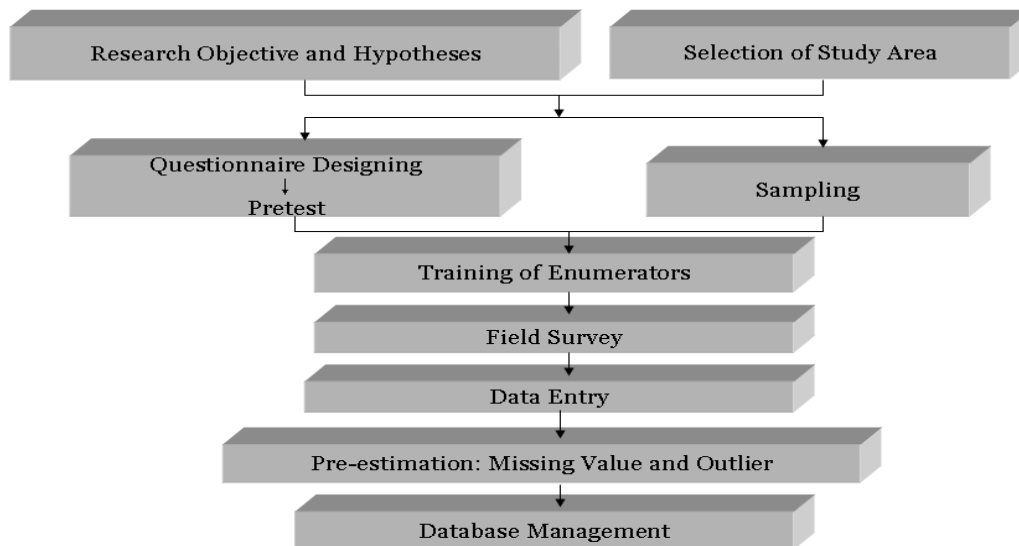 Research Objective and Hypotheses
Selection of Study Area
Questionnaire Designing
Pretest
Sampling
Training of Enumerators
Field Survey
Data Entry
Pre-estimation: Missing Value and Outlier
Database Management